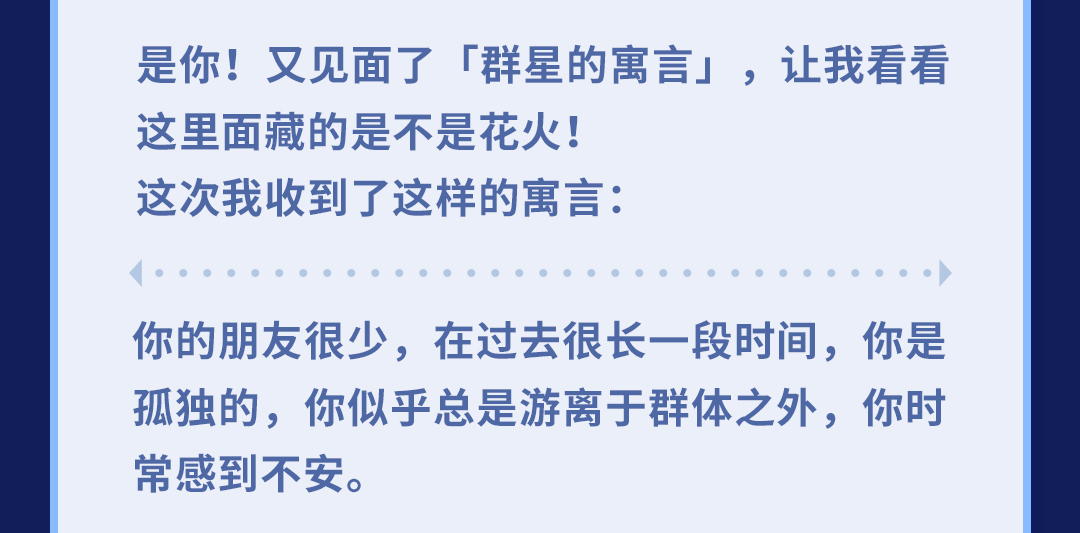 是你！又见面了「群星的寓言」，让我看看
这里面藏的是不是花火！
这次我收到了这样的寓言：
你的朋友很少，在过去很长一段时间，你是
孤独的，你似乎总是游离于群体之外，你时
常感到不安。